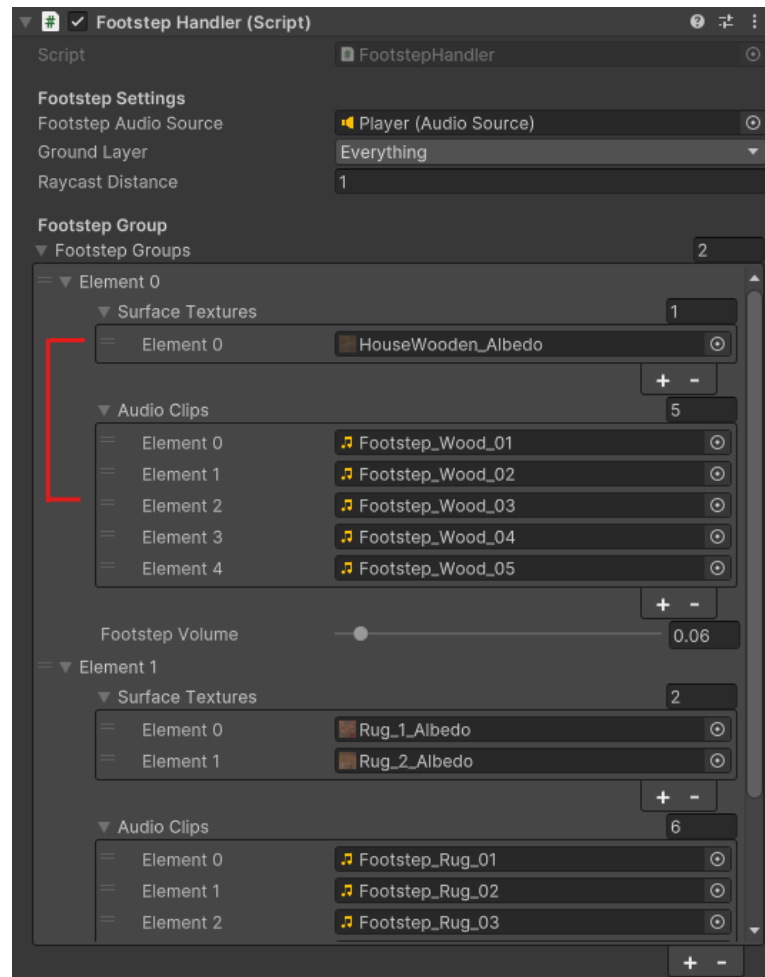 # Footstep Handler (Script)
Script FootstepHandler
Footstep Settings
Footstep Audio Source Player (Audio Source)
Ground Layer Everything
Raycast Distance 1
Footstep Group
Footstep Groups 2
Element 0
Surface Textures 1
Element 0 HouseWooden_Albedo
+ -
Audio Clips 5
Element 0 Footstep_Wood_01
Element 1 Footstep_Wood_02
Element 2 Footstep_Wood_03
Element 3 Footstep_Wood_04
Element 4 Footstep_Wood_05
+ -
Footstep Volume 0.06
Element 1
Surface Textures 2
Element 0 Rug_1_Albedo
Element 1 Rug_2_Albedo
+ -
Audio Clips 6
Element 0 Footstep_Rug_01
Element 1 Footstep_Rug_02
Element 2 Footstep_Rug_03
+ -